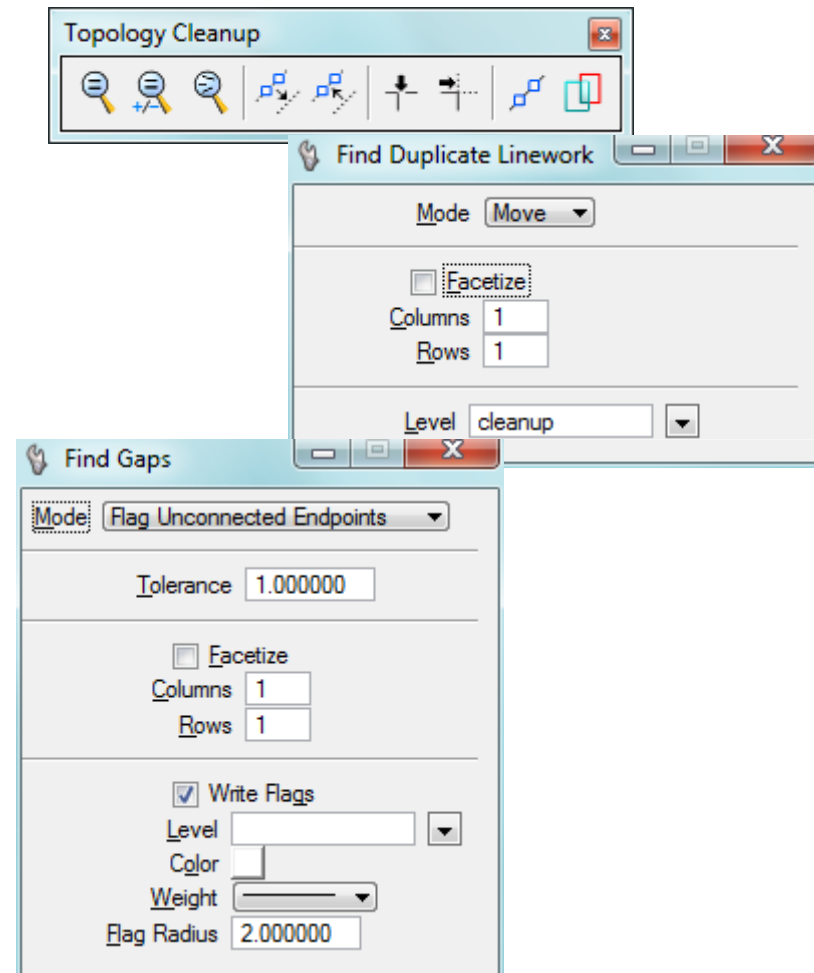 Topology Cleanup
Find Duplicate Linework
Mode Move
Facetize
Columns 1
Rows 1
Level cleanup
Find Gaps
Mode Flag Unconnected Endpoints
Tolerance 1.000000
Facetize
Columns 1
Rows 1
Write Flags
Level
Color
Weight
Flag Radius 2.000000